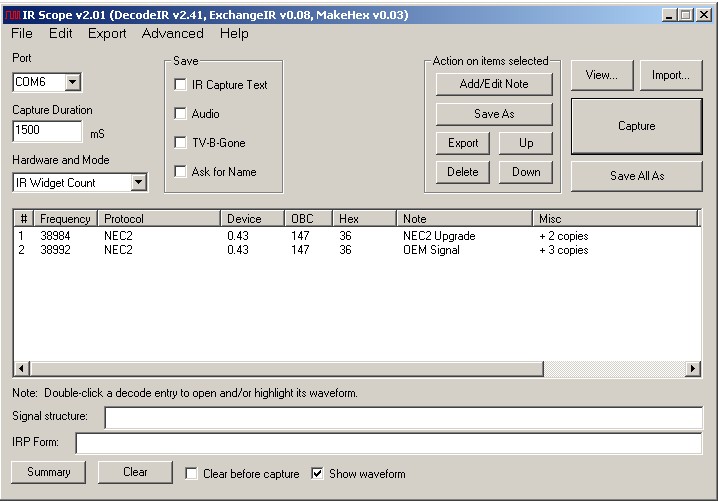 IR Scope v2.01 (DecodeIR v2.41, ExchangeIR v0.08, MakeHex v0.03)
File Edit Export Advanced Help
Port
COM6
Capture Duration
1500 mS
Hardware and Mode
IR Widget Count
Save
IR Capture Text
Audio
TV-B-Gone
Ask for Name
Action on items selected
Add/Edit Note
Save As
Export Up
Delete Down
View... Import...
Capture
Save All As
# Frequency Protocol Device OBC Hex Note Misc
1 38984 NEC2 0.43 147 36 NEC2 Upgrade + 2 copies
2 38992 NEC2 0.43 147 36 OEM Signal + 3 copies
Note: Double-click a decode entry to open and/or highlight its waveform.
Signal structure:
IRP Form:
Summary Clear Clear before capture Show waveform